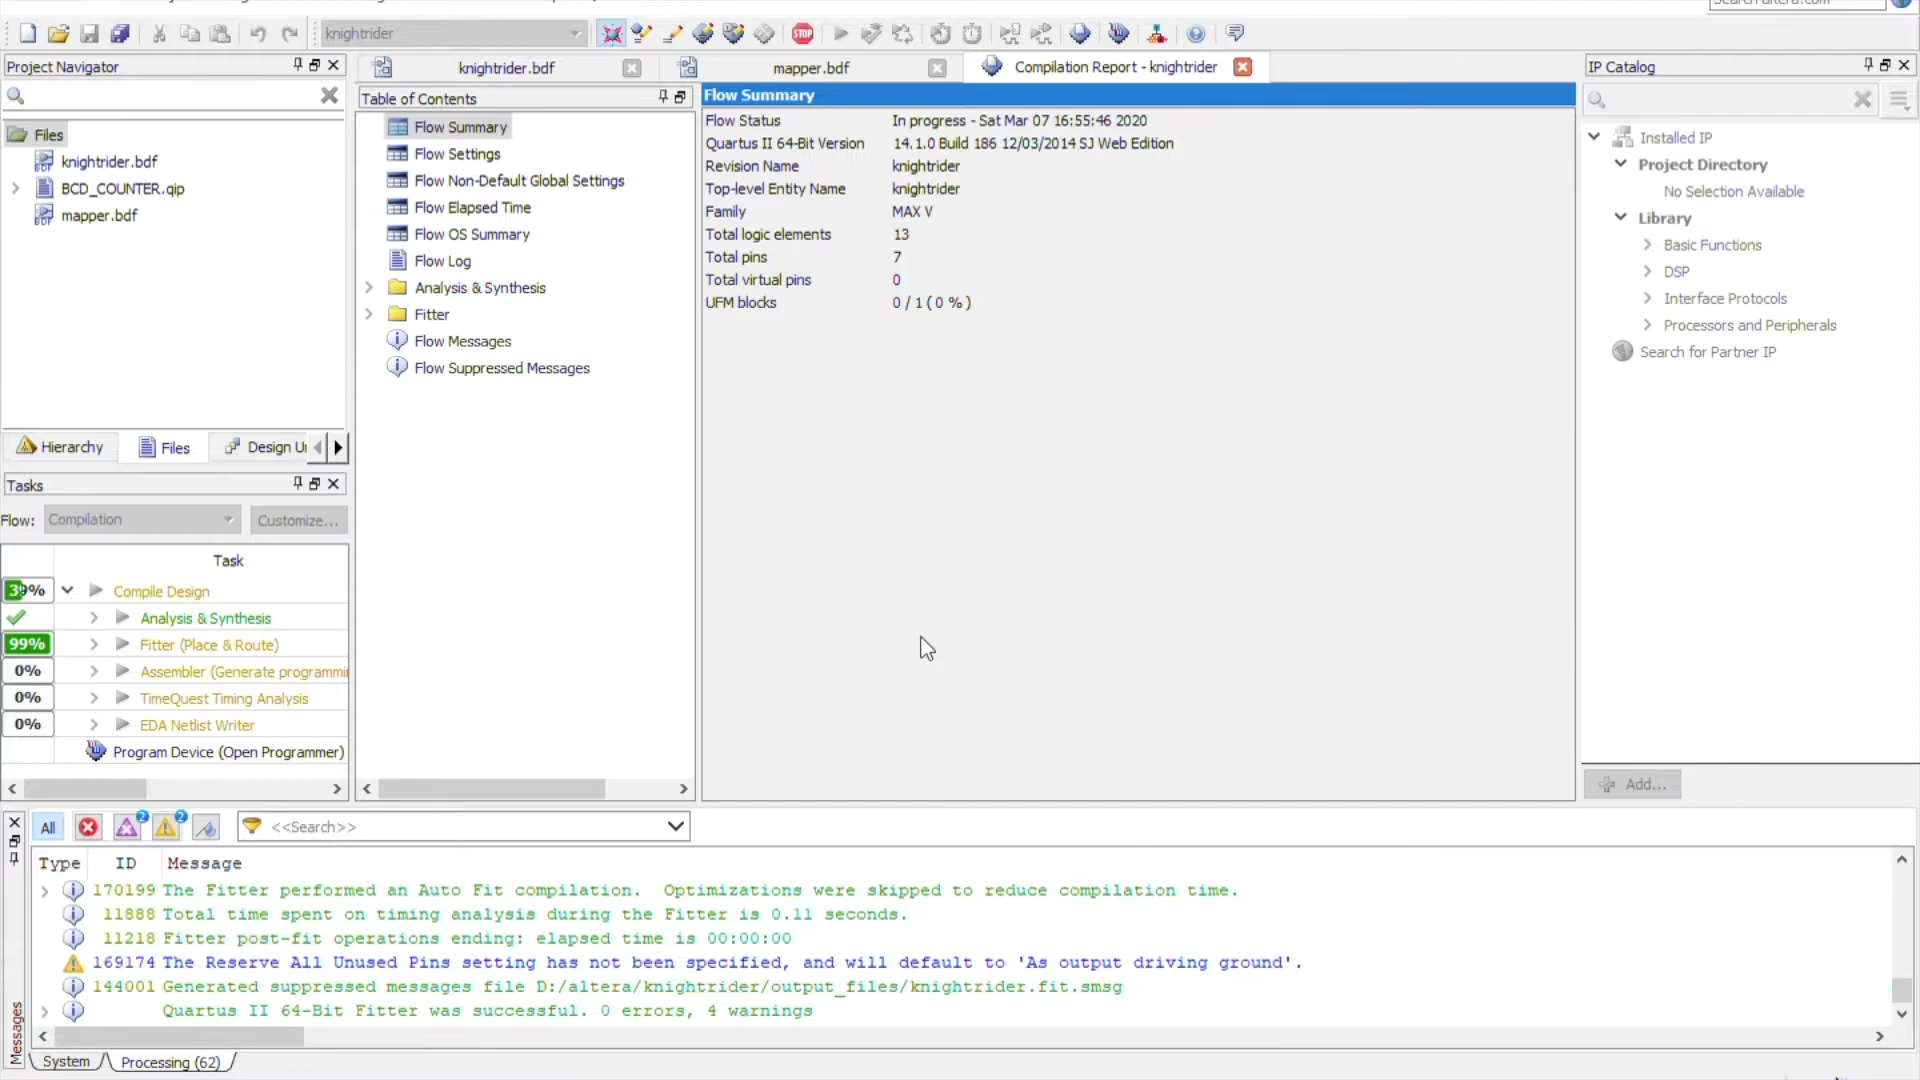 Search altera.com
knightrider
Project Navigator
Files
knightrider.bdf
BCD_COUNTER.qip
mapper.bdf
Hierarchy
Files
Design U
Tasks
Flow:
Compilation
Customize...
Task
39%
Compile Design
Analysis & Synthesis
99%
Fitter (Place & Route)
0%
Assembler (Generate programmi
0%
TimeQuest Timing Analysis
0%
EDA Netlist Writer
Program Device (Open Programmer)
knightrider.bdf
mapper.bdf
Compilation Report - knightrider
Table of Contents
Flow Summary
Flow Settings
Flow Non-Default Global Settings
Flow Elapsed Time
Flow OS Summary
Flow Log
Analysis & Synthesis
Fitter
Flow Messages
Flow Suppressed Messages
Flow Summary
Flow Status In progress - Sat Mar 07 16:55:46 2020
Quartus II 64-Bit Version 14.1.0 Build 186 12/03/2014 SJ Web Edition
Revision Name knightrider
Top-level Entity Name knightrider
Family MAX V
Total logic elements 13
Total pins 7
Total virtual pins 0
UFM blocks 0 / 1 ( 0 % )
IP Catalog
Installed IP
Project Directory
No Selection Available
Library
Basic Functions
DSP
Interface Protocols
Processors and Peripherals
Search for Partner IP
Add...
All
2
2
<<Search>>
Type ID Message
170199 The Fitter performed an Auto Fit compilation. Optimizations were skipped to reduce compilation time.
11888 Total time spent on timing analysis during the Fitter is 0.11 seconds.
11218 Fitter post-fit operations ending: elapsed time is 00:00:00
169174 The Reserve All Unused Pins setting has not been specified, and will default to 'As output driving ground'.
144001 Generated suppressed messages file D:/altera/knightrider/output_files/knightrider.fit.smsg
Quartus II 64-Bit Fitter was successful. 0 errors, 4 warnings
Messages
System
Processing (62)